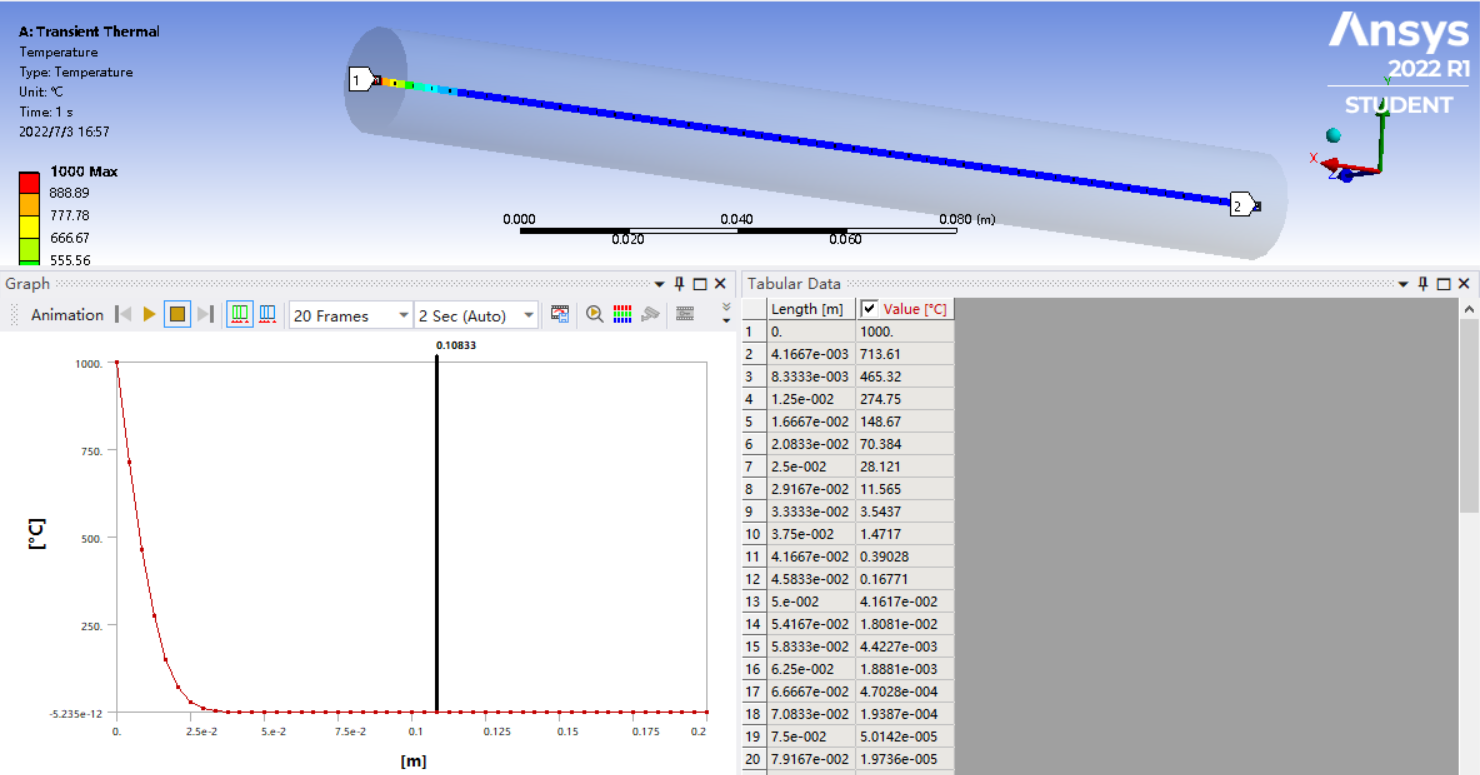 A: Transient Thermal
Temperature
Type: Temperature
Unit: °C
Time: 1 s
2022/7/3 16:57
1000 Max
888.89
777.78
666.67
555.56
1
2
0.000 0.040 0.080 (m)
0.020 0.060
Ansys
2022 R1
STUDENT
Y
X
Z
Graph
Animation 20 Frames 2 Sec (Auto)
0.10833
1000.
750.
500.
250.
-5.235e-12
[°C]
0. 2.5e-2 5.e-2 7.5e-2 0.1 0.125 0.15 0.175 0.2
[m]
Tabular Data
Length [m] Value [°C]
1 0. 1000.
2 4.1667e-003 713.61
3 8.3333e-003 465.32
4 1.25e-002 274.75
5 1.6667e-002 148.67
6 2.0833e-002 70.384
7 2.5e-002 28.121
8 2.9167e-002 11.565
9 3.3333e-002 3.5437
10 3.75e-002 1.4717
11 4.1667e-002 0.39028
12 4.5833e-002 0.16771
13 5.e-002 4.1617e-002
14 5.4167e-002 1.8081e-002
15 5.8333e-002 4.4227e-003
16 6.25e-002 1.8881e-003
17 6.6667e-002 4.7028e-004
18 7.0833e-002 1.9387e-004
19 7.5e-002 5.0142e-005
20 7.9167e-002 1.9736e-005